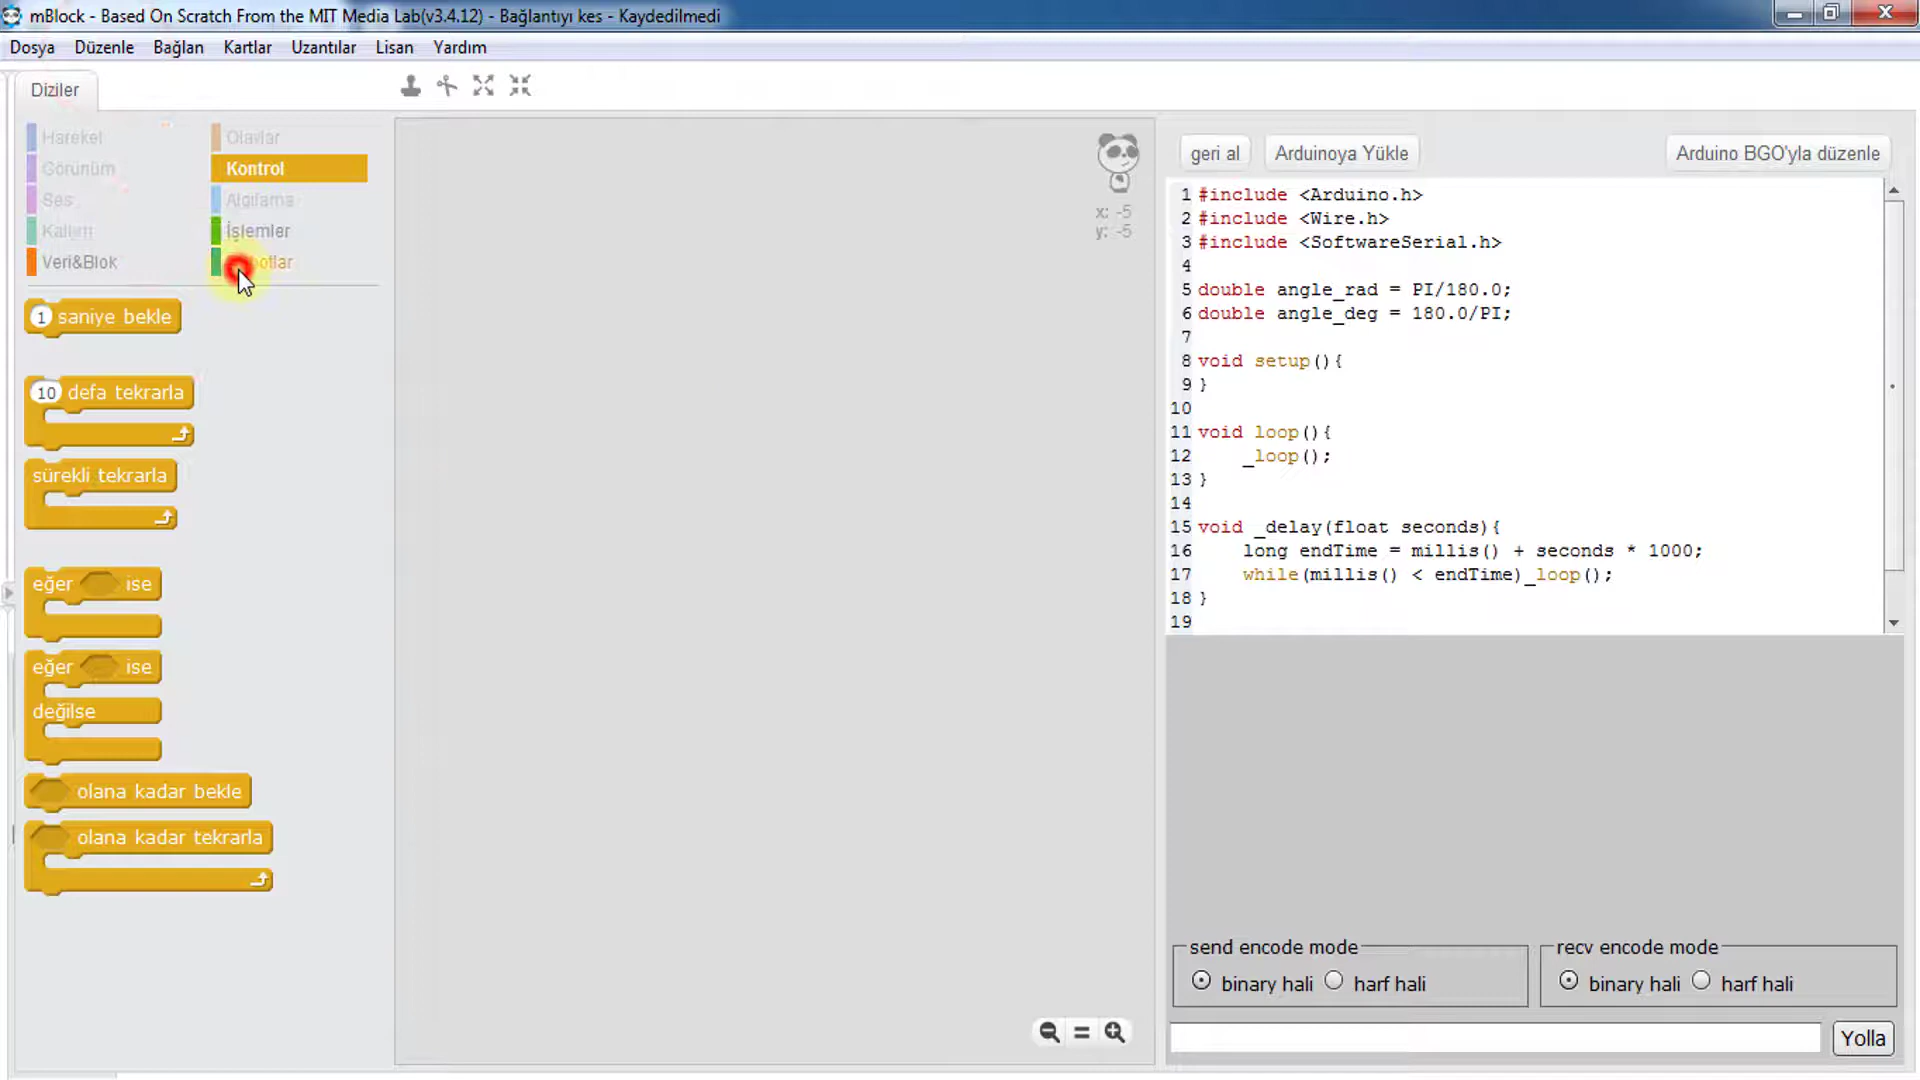 mBlock - Based On Scratch From the MIT Media Lab(v3.4.12) - Bağlantıyı kes - Kaydedilmedi
Dosya Düzenle Bağlan Kartlar Uzantılar Lisan Yardım
Diziler
Hareket Olaylar
Görünüm Kontrol
Ses Algılama
Kalem İşlemler
Veri&Blok
1 saniye bekle
10 defa tekrarla
sürekli tekrarla
eğer ise
eğer ise
değilse
olana kadar bekle
olana kadar tekrarla
x: -5
y: -5
geri al Arduinoya Yükle Arduino BGO'yla düzenle
1 #include <Arduino.h>
2 #include <Wire.h>
3 #include <SoftwareSerial.h>
4
5 double angle_rad = PI/180.0;
6 double angle_deg = 180.0/PI;
7
8 void setup(){
9 }
10
11 void loop(){
12 _loop();
13 }
14
15 void _delay(float seconds){
16 long endTime = millis() + seconds * 1000;
17 while(millis() < endTime)_loop();
18 }
19
send encode mode recv encode mode
binary hali harf hali binary hali harf hali
Yolla